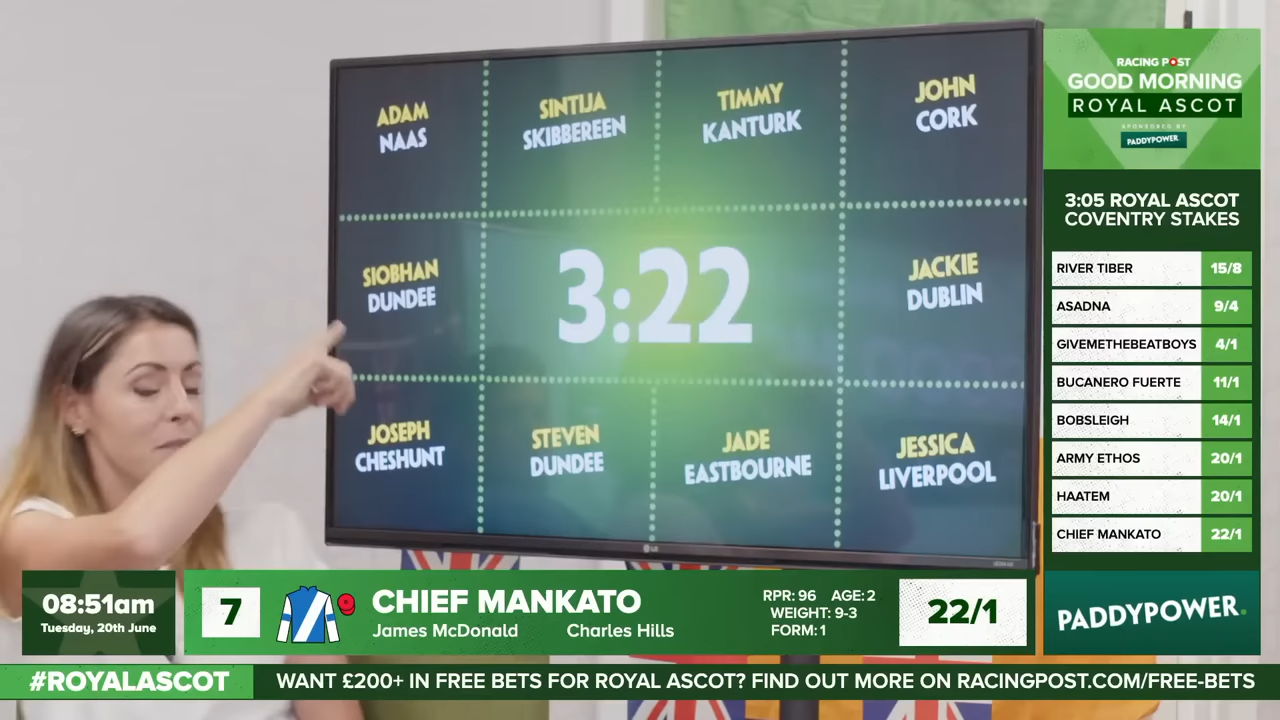 ADAM
NAAS
SINTIJA
SKIBBEREEN
TIMMY
KANTURK
JOHN
CORK
SIOBHAN
DUNDEE
3:22
JACKIE
DUBLIN
JOSEPH
CHESHUNT
STEVEN
DUNDEE
JADE
EASTBOURNE
JESSICA
LIVERPOOL
LG
RACING POST
GOOD MORNING
ROYAL ASCOT
SPONSORED BY
PADDYPOWER
3:05 ROYAL ASCOT
COVENTRY STAKES
RIVER TIBER 15/8
ASADNA 9/4
GIVEMETHEBEATBOYS 4/1
BUCANERO FUERTE 11/1
BOBSLEIGH 14/1
ARMY ETHOS 20/1
HAATEM 20/1
CHIEF MANKATO 22/1
PADDYPOWER.
08:51am
Tuesday, 20th June
7
CHIEF MANKATO
James McDonald Charles Hills
RPR: 96 AGE: 2
WEIGHT: 9-3
FORM: 1
22/1
#ROYALASCOT
WANT £200+ IN FREE BETS FOR ROYAL ASCOT? FIND OUT MORE ON RACINGPOST.COM/FREE-BETS